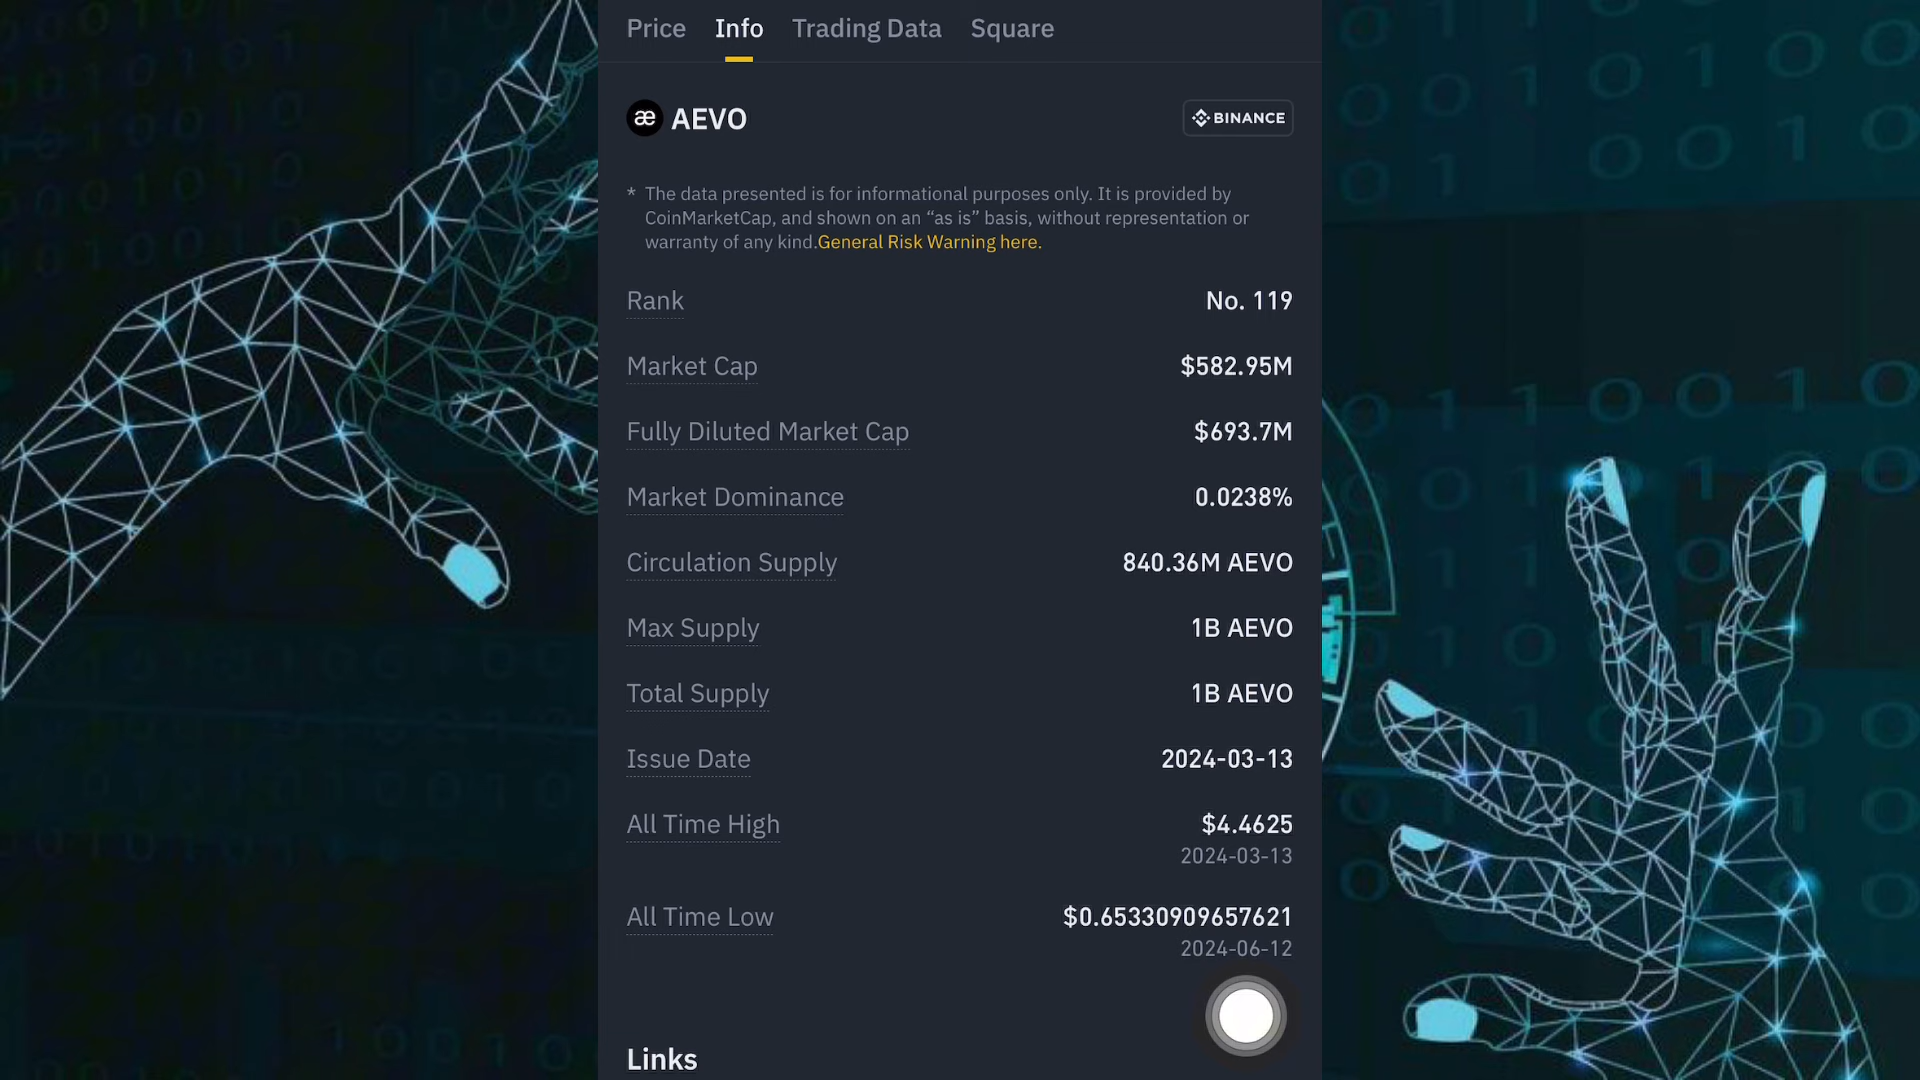 Price Info Trading Data Square
æ AEVO
BINANCE
* The data presented is for informational purposes only. It is provided by
CoinMarketCap, and shown on an “as is” basis, without representation or
warranty of any kind.General Risk Warning here.
Rank No. 119
Market Cap $582.95M
Fully Diluted Market Cap $693.7M
Market Dominance 0.0238%
Circulation Supply 840.36M AEVO
Max Supply 1B AEVO
Total Supply 1B AEVO
Issue Date 2024-03-13
All Time High $4.4625
2024-03-13
All Time Low $0.65330909657621
2024-06-12
Links